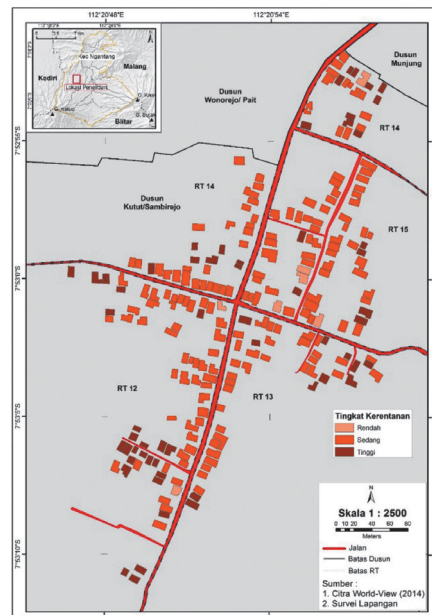 112°20'48"E
112°20'54"E
Kec Ngantang
Malang
Kediri
Lokasi Penelitian
Blitar
Dusun
Munjung
Dusun
Wonorejo/ Pait
RT 14
7°52'55"S
RT 14
Dusun
Kutut/Sambirejo
RT 15
7°53'0"S
RT 12
RT 13
7°53'5"S
Tingkat Kerentanan
Rendah
Sedang
Tinggi
N
Skala 1 : 2500
0 10 20 40 60 80
Meters
Jalan
Batas Dusun
Batas RT
Sumber :
1. Citra World-View (2014)
2. Survei Lapangan
7°53'10"S